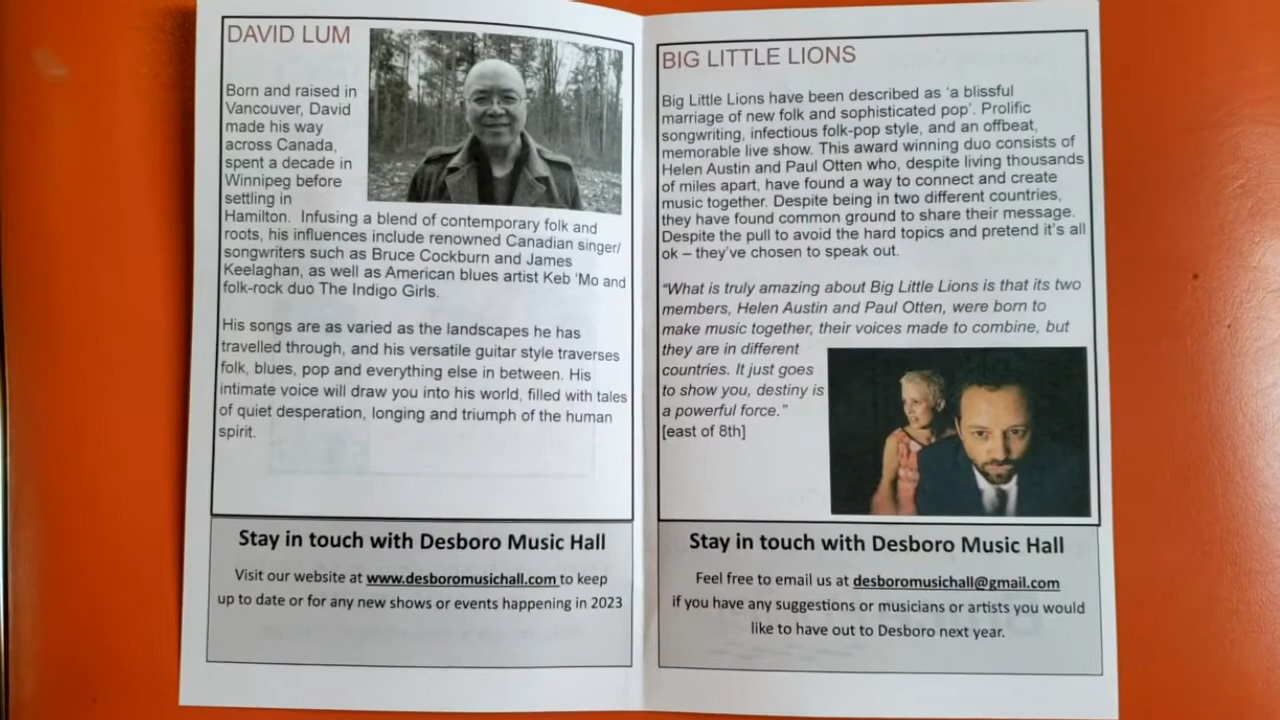 DAVID LUM
Born and raised in
Vancouver, David
made his way
across Canada,
spent a decade in
Winnipeg before
settling in
Hamilton. Infusing a blend of contemporary folk and
roots, his influences include renowned Canadian singer/
songwriters such as Bruce Cockburn and James
Keelaghan, as well as American blues artist Keb ‘Mo and
folk-rock duo The Indigo Girls.
His songs are as varied as the landscapes he has
travelled through, and his versatile guitar style traverses
folk, blues, pop and everything else in between. His
intimate voice will draw you into his world, filled with tales
of quiet desperation, longing and triumph of the human
spirit.
Stay in touch with Desboro Music Hall
Visit our website at www.desboromusichall.com to keep
up to date or for any new shows or events happening in 2023
BIG LITTLE LIONS
Big Little Lions have been described as ‘a blissful
marriage of new folk and sophisticated pop’. Prolific
songwriting, infectious folk-pop style, and an offbeat,
memorable live show. This award winning duo consists of
Helen Austin and Paul Otten who, despite living thousands
of miles apart, have found a way to connect and create
music together. Despite being in two different countries,
they have found common ground to share their message.
Despite the pull to avoid the hard topics and pretend it’s all
ok – they’ve chosen to speak out.
“What is truly amazing about Big Little Lions is that its two
members, Helen Austin and Paul Otten, were born to
make music together, their voices made to combine, but
they are in different
countries. It just goes
to show you, destiny is
a powerful force.”
[east of 8th]
Stay in touch with Desboro Music Hall
Feel free to email us at desboromusichall@gmail.com
if you have any suggestions or musicians or artists you would
like to have out to Desboro next year.